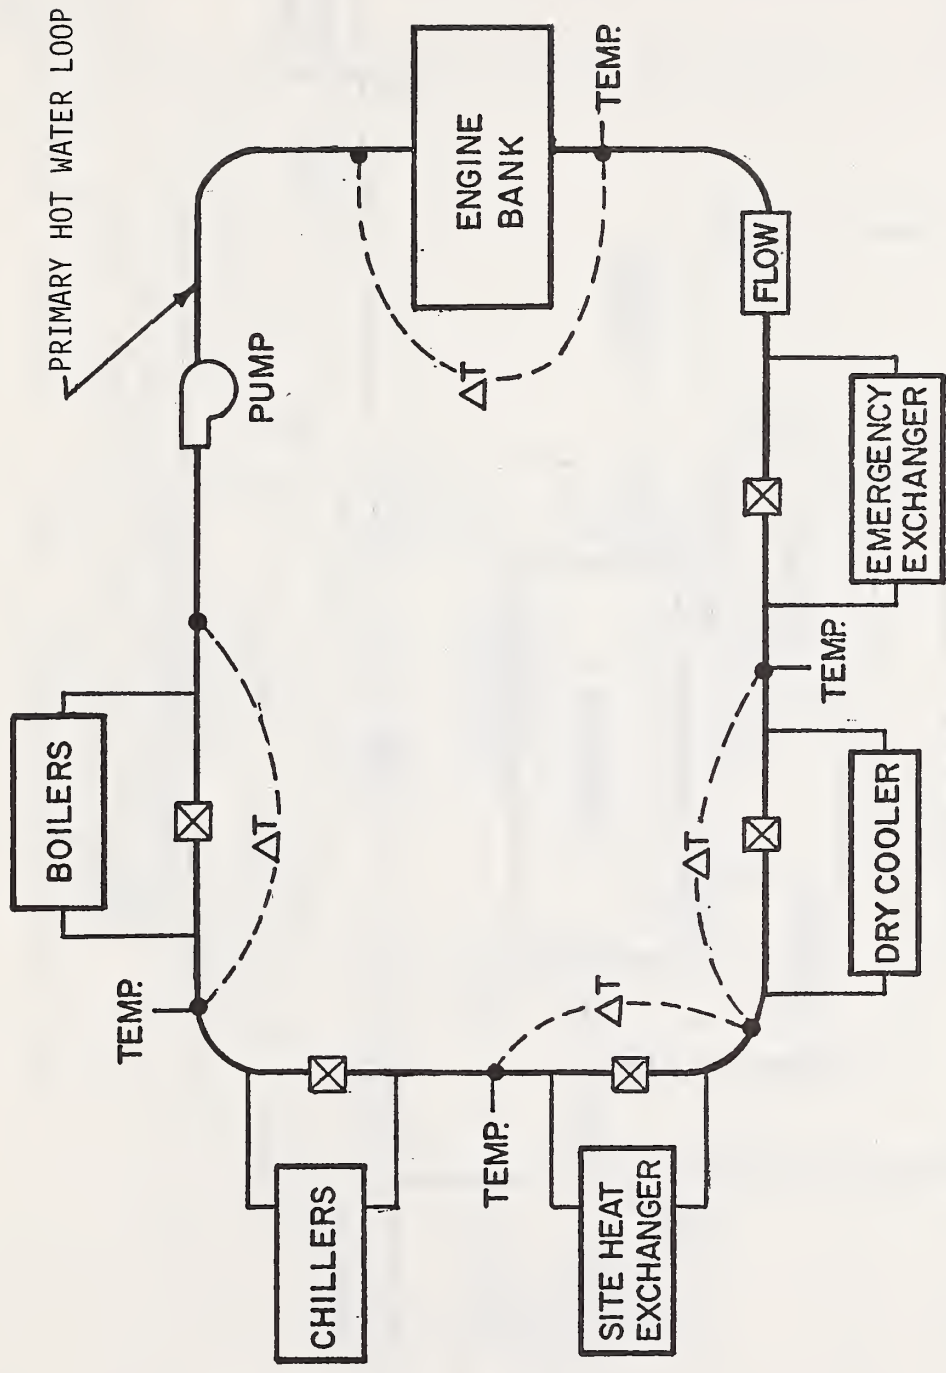 PRIMARY HOT WATER LOOP
BOILERS
PUMP
TEMP.
ΔT
ENGINE
BANK
TEMP.
ΔT
CHILLERS
TEMP.
ΔT
ΔT
SITE HEAT
EXCHANGER
FLOW
TEMP.
DRY COOLER
EMERGENCY
EXCHANGER